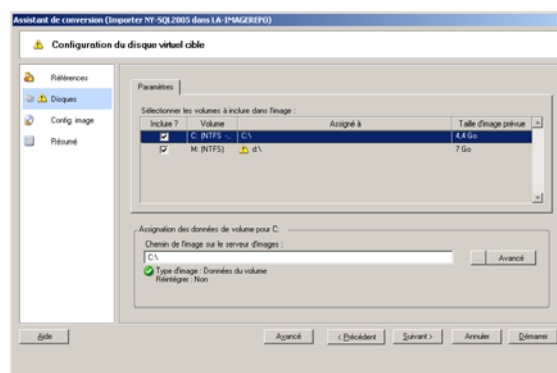 Assistant de conversion (Importer NY-SQL2005 dans LA-IMAGEREPO)
Configuration du disque virtuel cible
Références
Disques
Config. image
Résumé
Paramètres
Sélectionner les volumes à inclure dans l'image :
Inclure ? Volume Assigné à Taille d'image prévue
C: (NTFS -... C:\ 4,4 Go
M: (NTFS) d:\ 7 Go
Assignation des données de volume pour C:
Chemin de l'image sur le serveur d'images :
C:\ ... Avancé
Type d'image : Données du volume
Réintégrer : Non
Aide Avancé < Précédent Suivant > Annuler Démarrer